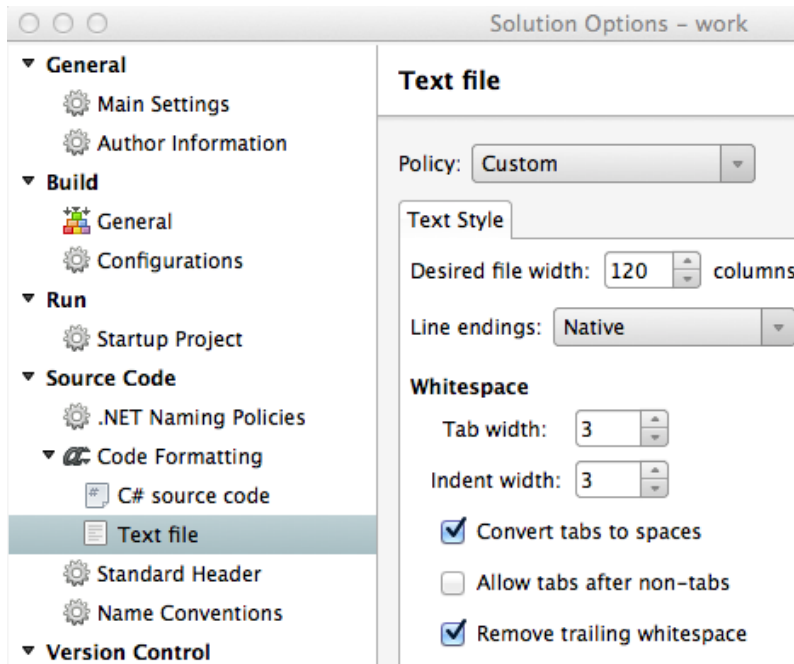 Solution Options – work
General
Main Settings
Author Information
Build
General
Configurations
Run
Startup Project
Source Code
.NET Naming Policies
Code Formatting
C# source code
Text file
Standard Header
Name Conventions
Version Control
Text file
Policy: Custom
Text Style
Desired file width: 120 columns
Line endings: Native
Whitespace
Tab width: 3
Indent width: 3
Convert tabs to spaces
Allow tabs after non-tabs
Remove trailing whitespace